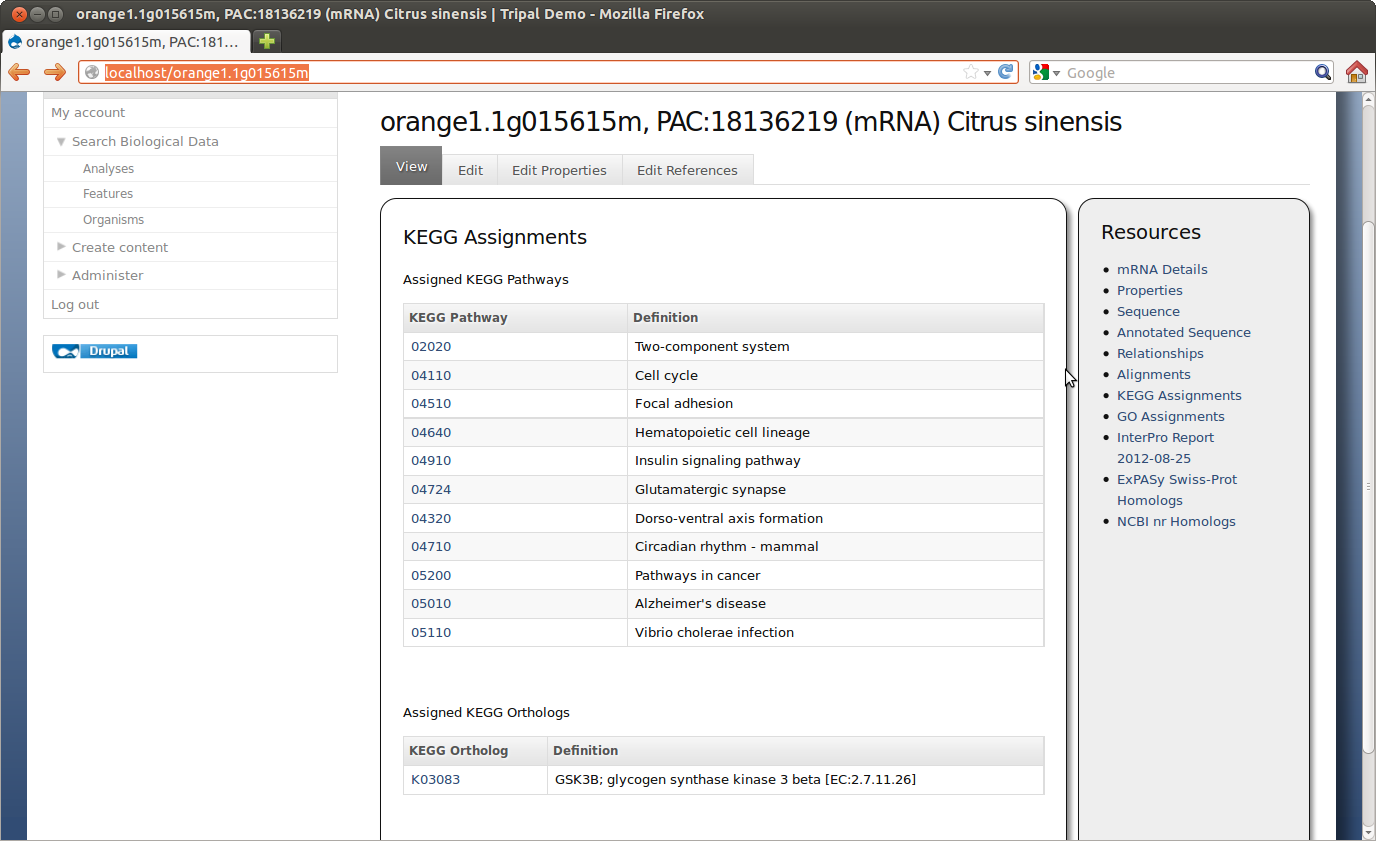 orange1.1g015615m, PAC:18136219 (mRNA) Citrus sinensis | Tripal Demo - Mozilla Firefox
orange1.1g015615m, PAC:181...
localhost/orange1.1g015615m
Google
My account
Search Biological Data
Analyses
Features
Organisms
Create content
Administer
Log out
Drupal
orange1.1g015615m, PAC:18136219 (mRNA) Citrus sinensis
View Edit Edit Properties Edit References
KEGG Assignments
Assigned KEGG Pathways
KEGG Pathway Definition
02020 Two-component system
04110 Cell cycle
04510 Focal adhesion
04640 Hematopoietic cell lineage
04910 Insulin signaling pathway
04724 Glutamatergic synapse
04320 Dorso-ventral axis formation
04710 Circadian rhythm - mammal
05200 Pathways in cancer
05010 Alzheimer's disease
05110 Vibrio cholerae infection
Assigned KEGG Orthologs
KEGG Ortholog Definition
K03083 GSK3B; glycogen synthase kinase 3 beta [EC:2.7.11.26]
Resources
mRNA Details
Properties
Sequence
Annotated Sequence
Relationships
Alignments
KEGG Assignments
GO Assignments
InterPro Report
2012-08-25
ExPASy Swiss-Prot
Homologs
NCBI nr Homologs